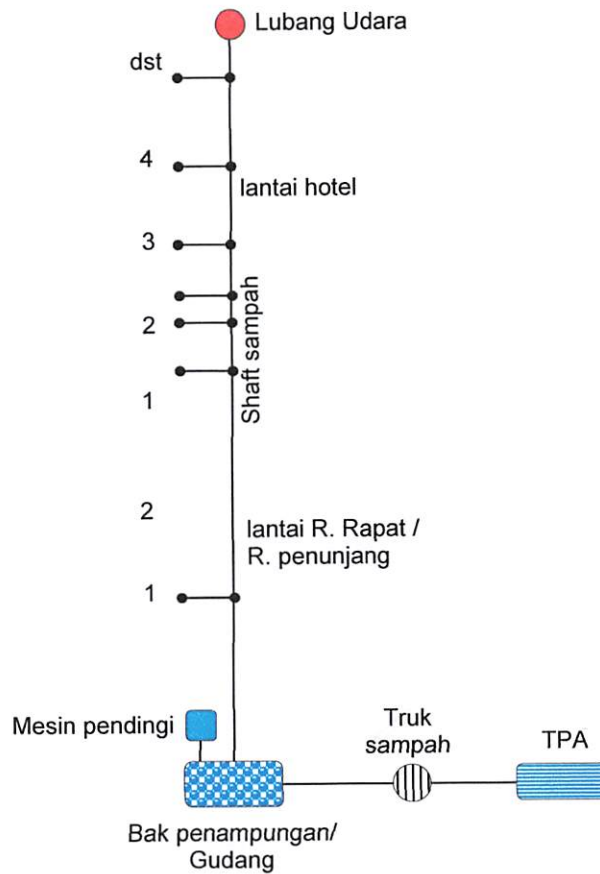 Lubang Udara
dst
4
lantai hotel
3
2
Shaft sampah
1
2
lantai R. Rapat /
R. penunjang
1
Mesin pendingi
Truk
sampah
TPA
Bak penampungan/
Gudang